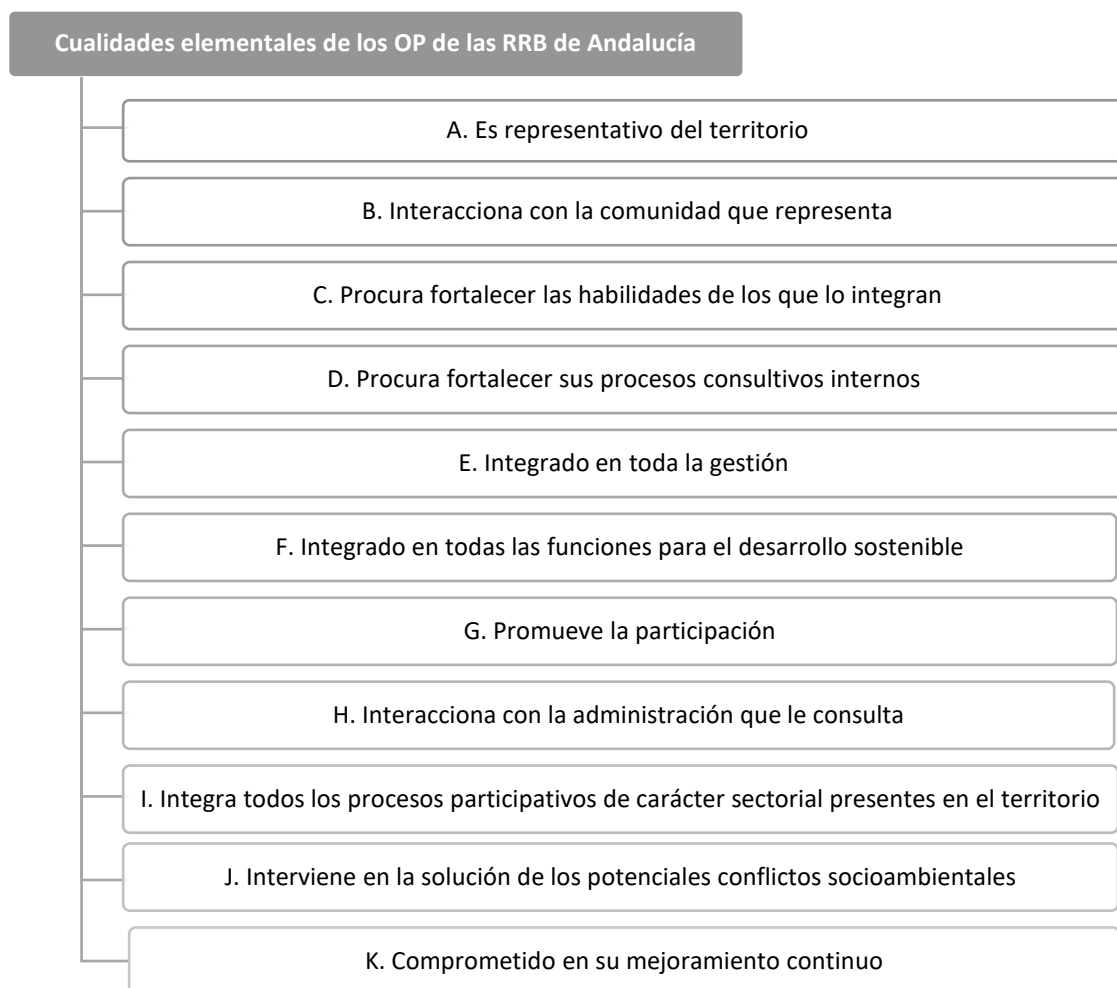 Cualidades elementales de los OP de las RRB de Andalucía
A. Es representativo del territorio
B. Interacciona con la comunidad que representa
C. Procura fortalecer las habilidades de los que lo integran
D. Procura fortalecer sus procesos consultivos internos
E. Integrado en toda la gestión
F. Integrado en todas las funciones para el desarrollo sostenible
G. Promueve la participación
H. Interacciona con la administración que le consulta
I. Integra todos los procesos participativos de carácter sectorial presentes en el territorio
J. Interviene en la solución de los potenciales conflictos socioambientales
K. Comprometido en su mejoramiento continuo